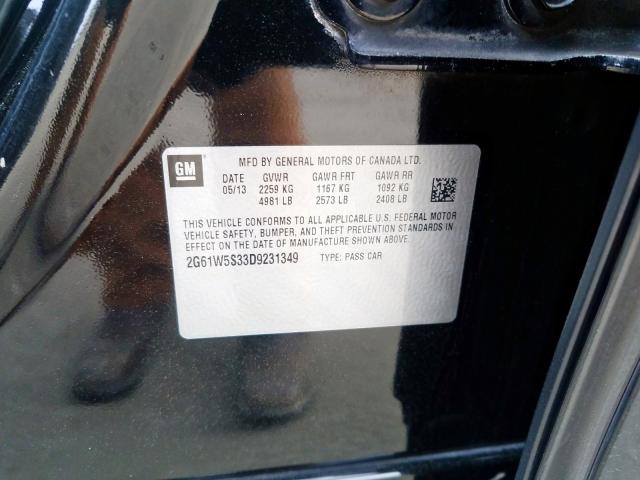 GM
MFD BY GENERAL MOTORS OF CANADA LTD.
DATE GVWR GAWR FRT GAWR RR
05/13 2259 KG 1167 KG 1092 KG
4981 LB 2573 LB 2408 LB
THIS VEHICLE CONFORMS TO ALL APPLICABLE U.S. FEDERAL MOTOR
VEHICLE SAFETY, BUMPER, AND THEFT PREVENTION STANDARDS IN
EFFECT ON THE DATE OF MANUFACTURE SHOWN ABOVE.
2G61W5S33D9231349 TYPE: PASS CAR